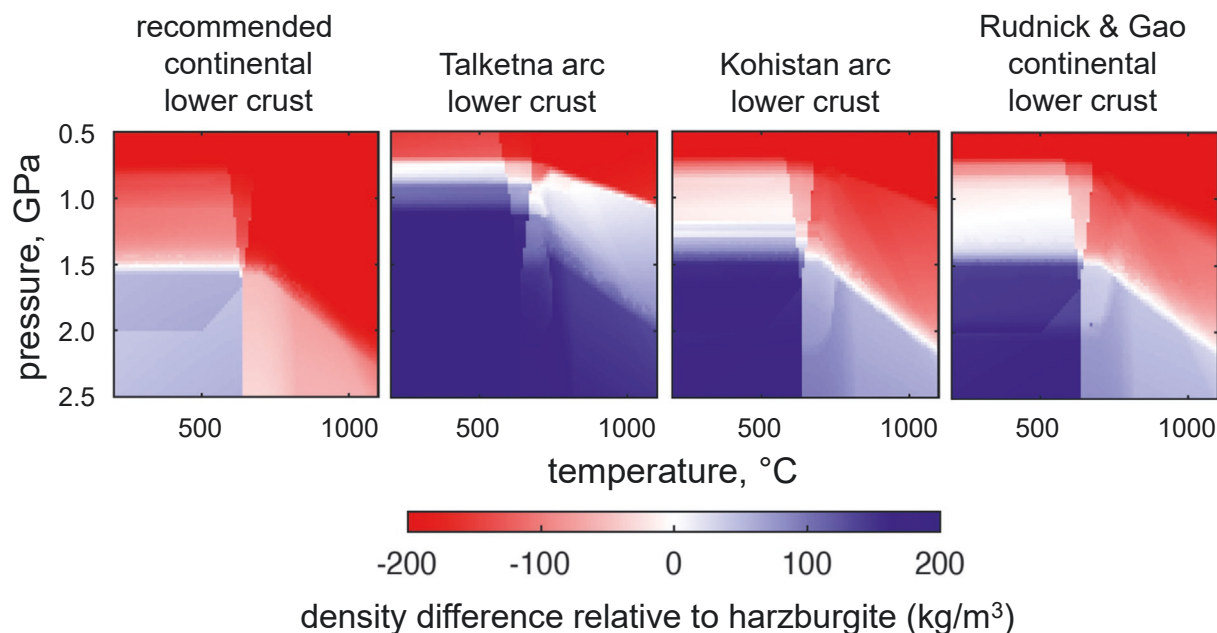 recommended
continental
lower crust
Talketna arc
lower crust
Kohistan arc
lower crust
Rudnick & Gao
continental
lower crust
pressure, GPa
0.5
1.0
1.5
2.0
2.5
500
1000
500
1000
500
1000
500
1000
temperature, °C
-200
-100
0
100
200
density difference relative to harzburgite (kg/m³)